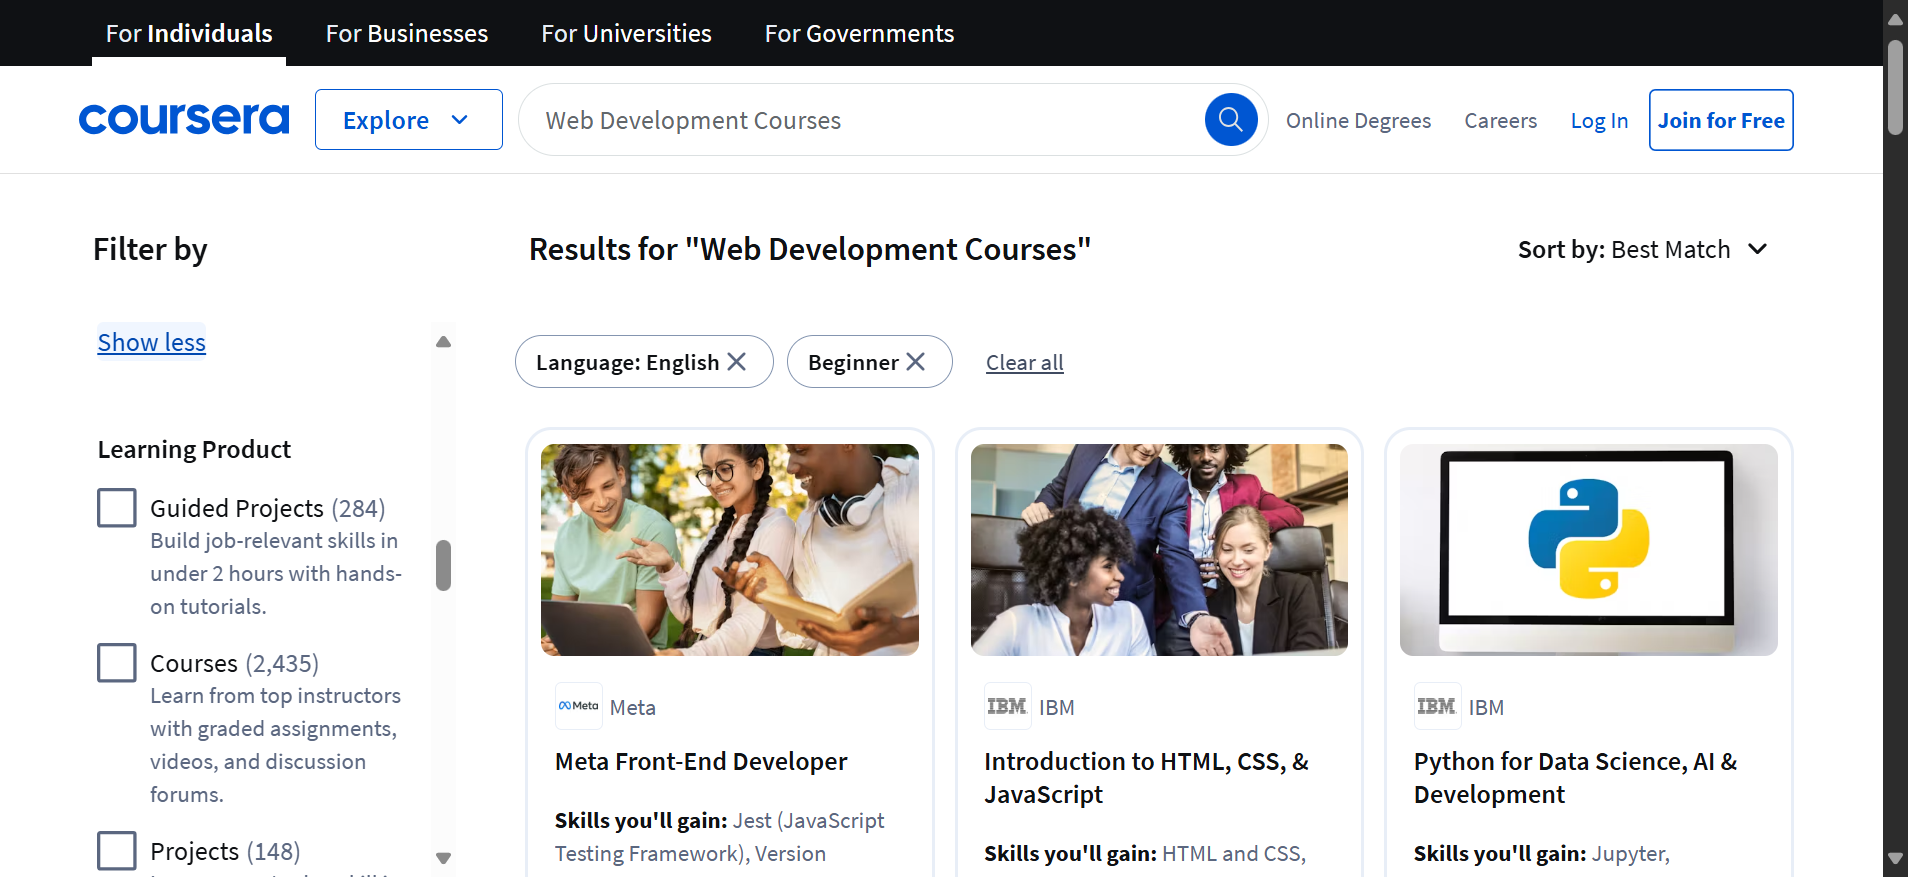 For Individuals
For Businesses
For Universities
For Governments
coursera
Explore
Web Development Courses
Online Degrees
Careers
Log In
Join for Free
Filter by
Results for "Web Development Courses"
Sort by: Best Match
Show less
Language: English
Beginner
Clear all
Learning Product
Guided Projects (284)
Build job-relevant skills in
under 2 hours with hands-
on tutorials.
Courses (2,435)
Learn from top instructors
with graded assignments,
videos, and discussion
forums.
Projects (148)
Meta
Meta
Meta Front-End Developer
Skills you'll gain: Jest (JavaScript
Testing Framework), Version
IBM
IBM
Introduction to HTML, CSS, &
JavaScript
Skills you'll gain: HTML and CSS,
IBM
IBM
Python for Data Science, AI &
Development
Skills you'll gain: Jupyter,